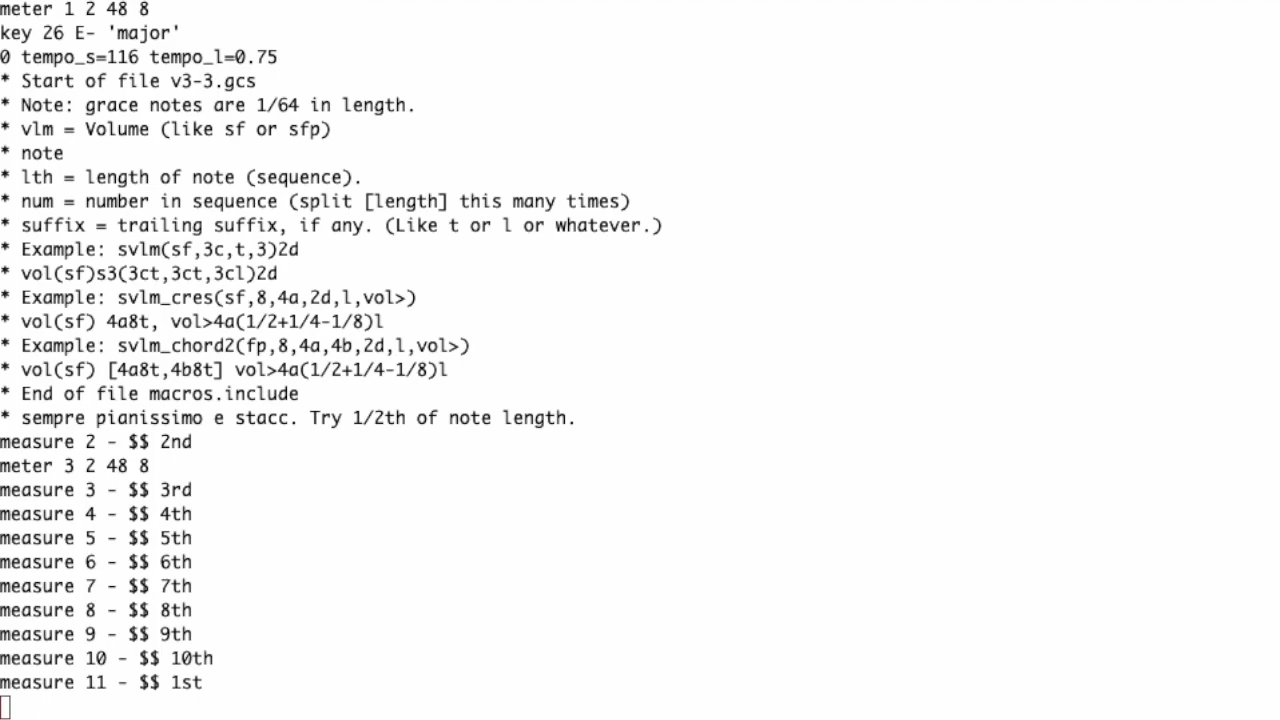 meter 1 2 48 8
key 26 E- 'major'
0 tempo_s=116 tempo_l=0.75
* Start of file v3-3.gcs
* Note: grace notes are 1/64 in length.
* vlm = Volume (like sf or sfp)
* note
* lth = length of note (sequence).
* num = number in sequence (split [length] this many times)
* suffix = trailing suffix, if any. (Like t or l or whatever.)
* Example: svlm(sf,3c,t,3)2d
* vol(sf)s3(3ct,3ct,3cl)2d
* Example: svlm_cres(sf,8,4a,2d,l,vol>)
* vol(sf) 4a8t, vol>4a(1/2+1/4-1/8)l
* Example: svlm_chord2(fp,8,4a,4b,2d,l,vol>)
* vol(sf) [4a8t,4b8t] vol>4a(1/2+1/4-1/8)l
* End of file macros.include
* sempre pianissimo e stacc. Try 1/2th of note length.
measure 2 - $$ 2nd
meter 3 2 48 8
measure 3 - $$ 3rd
measure 4 - $$ 4th
measure 5 - $$ 5th
measure 6 - $$ 6th
measure 7 - $$ 7th
measure 8 - $$ 8th
measure 9 - $$ 9th
measure 10 - $$ 10th
measure 11 - $$ 1st